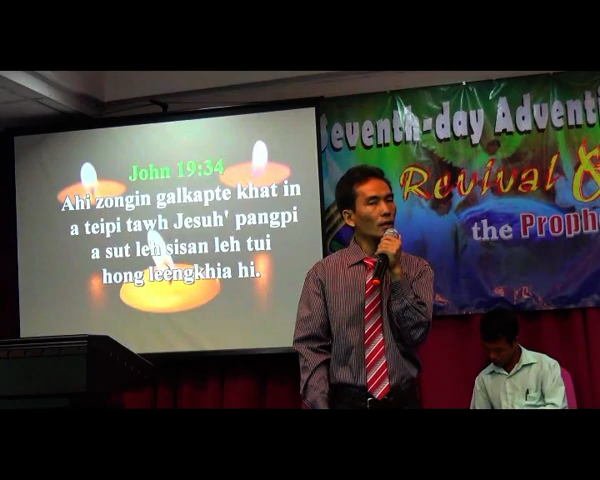 John 19:34
Ahi zongin galkapte khat in
a teipi tawh Jesuh' pangpi
a sut leh sisan leh tui
hong leengkhia hi.
Seventh-day Adventi
Revival &
the Prophe